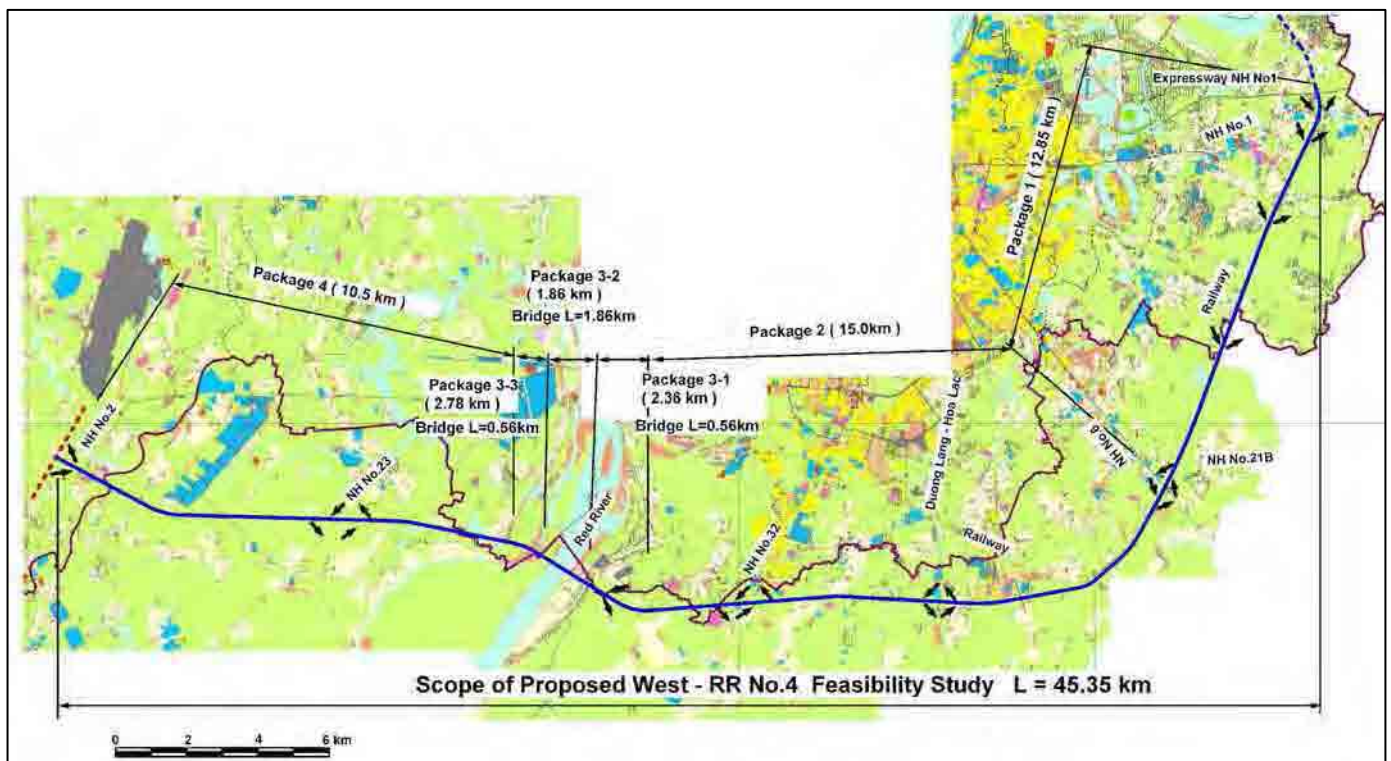 Expressway NH No1
NH No.1
Package 1 ( 12.85 km )
Railway
Package 4 ( 10.5 km )
Package 3-2
( 1.86 km )
Bridge L=1.86km
Package 2 ( 15.0km )
Package 3-3
( 2.78 km )
Bridge L=0.56km
Package 3-1
( 2.36 km )
Bridge L=0.56km
NH No.2
NH No.23
Red River
NH No.32
Duong Lang - Hoa Lac
Railway
NH No.6
NH No.21B
Scope of Proposed West - RR No.4 Feasibility Study L = 45.35 km
0 2 4 6 km